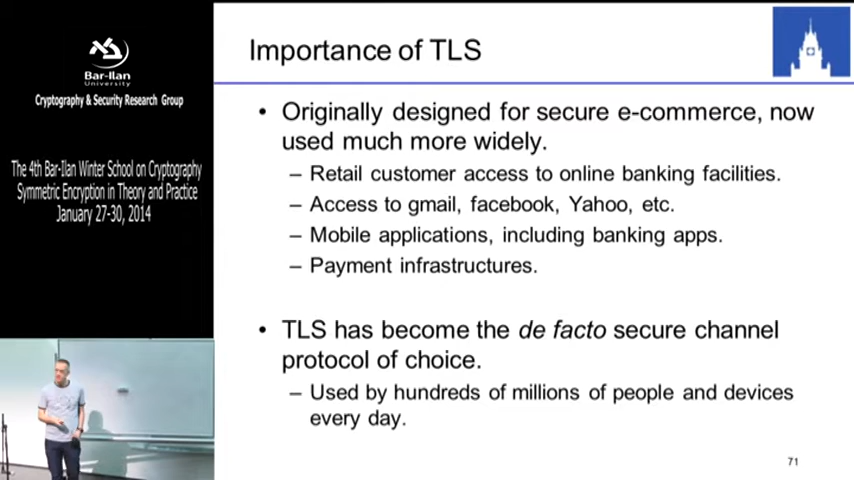 Bar-Ilan
University
Cryptography & Security Research Group
The 4th Bar-Ilan Winter School on Cryptography
Symmetric Encryption in Theory and Practice
January 27-30, 2014
Importance of TLS
• Originally designed for secure e-commerce, now
used much more widely.
– Retail customer access to online banking facilities.
– Access to gmail, facebook, Yahoo, etc.
– Mobile applications, including banking apps.
– Payment infrastructures.
• TLS has become the de facto secure channel
protocol of choice.
– Used by hundreds of millions of people and devices
every day.
71